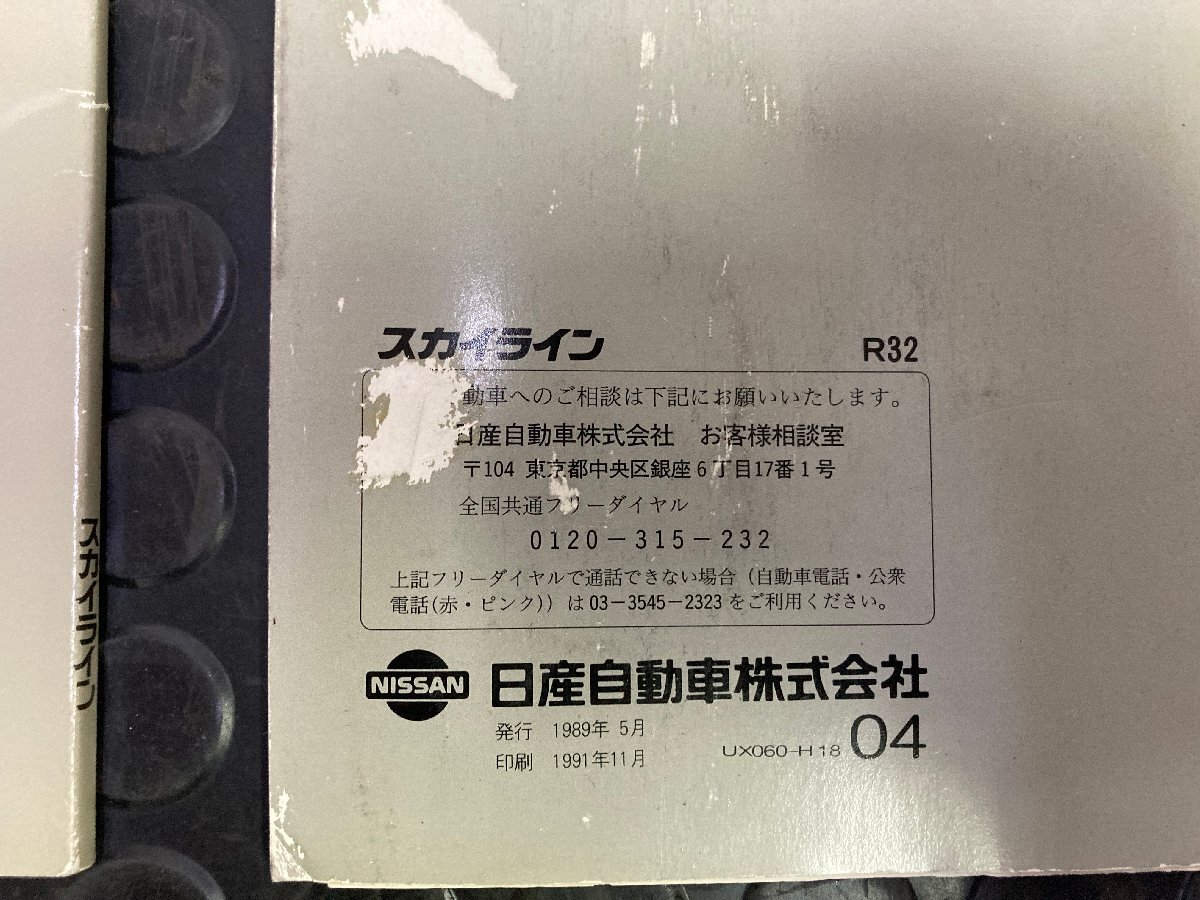 スカイライン
スカイライン R32
動車へのご相談は下記にお願いいたします。
日産自動車株式会社 お客様相談室
〒104 東京都中央区銀座6丁目17番1号
全国共通フリーダイヤル
0120-315-232
上記フリーダイヤルで通話できない場合(自動車電話・公衆
電話(赤・ピンク))は03-3545-2323をご利用ください。
NISSAN 日産自動車株式会社
発行 1989年 5月
印刷 1991年11月 UX060-H18 04